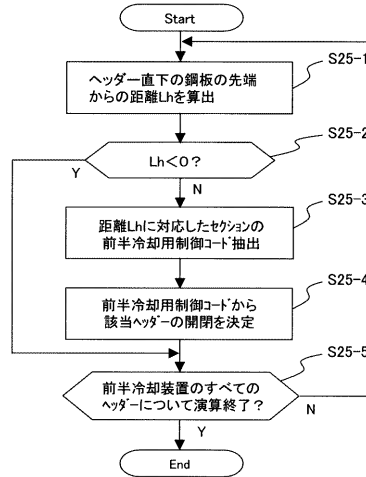 Start
S25-1
ヘッダー直下の鋼板の先端
からの距離Lhを算出
S25-2
Lh<0?
Y
N
S25-3
距離Lhに対応したセクションの
前半冷却用制御コード抽出
S25-4
前半冷却用制御コードから
該当ヘッダーの開閉を決定
S25-5
前半冷却装置のすべての
ヘッダーについて演算終了?
N
Y
End